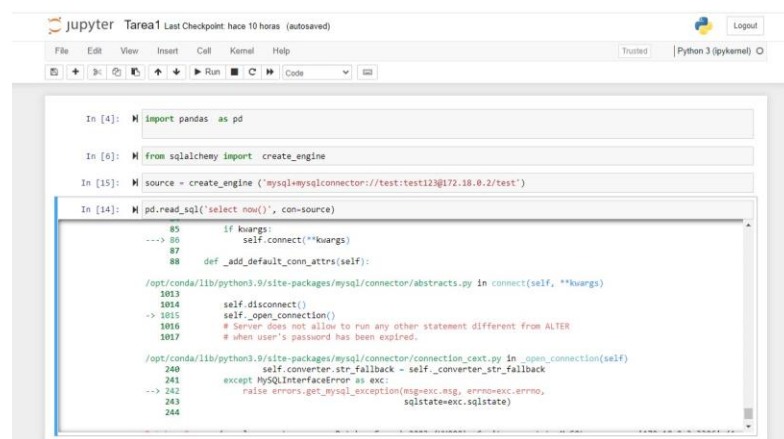 jupyter Tarea1 Last Checkpoint: hace 10 horas (autosaved)
Logout
File Edit View Insert Cell Kernel Help
Trusted
Python 3 (ipykernel)
Run
Code
In [4]: import pandas as pd
In [6]: from sqlalchemy import create_engine
In [15]: source = create_engine ('mysql+mysqlconnector://test:test123@172.18.0.2/test')
In [14]: pd.read_sql('select now()', con=source)
85 if kwargs:
---> 86 self.connect(**kwargs)
87
88 def _add_default_conn_attrs(self):
/opt/conda/lib/python3.9/site-packages/mysql/connector/abstracts.py in connect(self, **kwargs)
1013
1014 self.disconnect()
-> 1015 self._open_connection()
1016 # Server does not allow to run any other statement different from ALTER
1017 # when user's password has been expired.
/opt/conda/lib/python3.9/site-packages/mysql/connector/connection_cext.py in _open_connection(self)
240 self.converter.str_fallback = self._converter_str_fallback
241 except MySQLInterfaceError as exc:
--> 242 raise errors.get_mysql_exception(msg=exc.msg, errno=exc.errno,
243 sqlstate=exc.sqlstate)
244